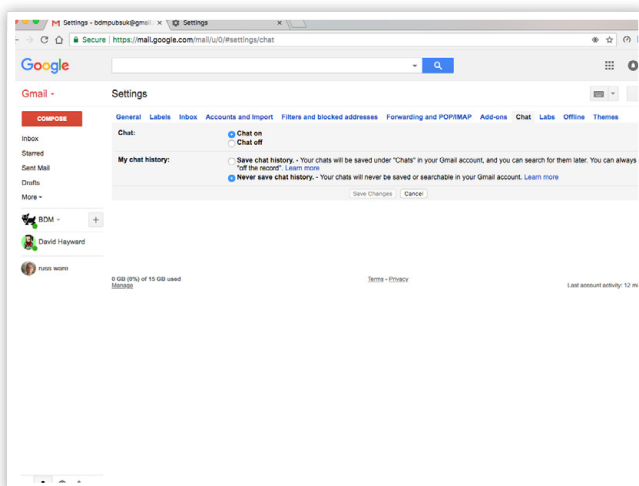 Settings - bdmpubsuk@gmail
Settings
Secure https://mail.google.com/mail/u/0/#settings/chat
Google
Gmail
Settings
COMPOSE
General Labels Inbox Accounts and Import Filters and blocked addresses Forwarding and POP/IMAP Add-ons Chat Labs Offline Themes
Inbox
Starred
Sent Mail
Drafts
More
Chat:
Chat on
Chat off
My chat history:
Save chat history. - Your chats will be saved under "Chats" in your Gmail account, and you can search for them later. You can always
"off the record". Learn more
Never save chat history. - Your chats will never be saved or searchable in your Gmail account. Learn more
Save Changes Cancel
BDM
David Hayward
russ ware
0 GB (0%) of 15 GB used
Manage
Terms - Privacy
Last account activity: 12 mi